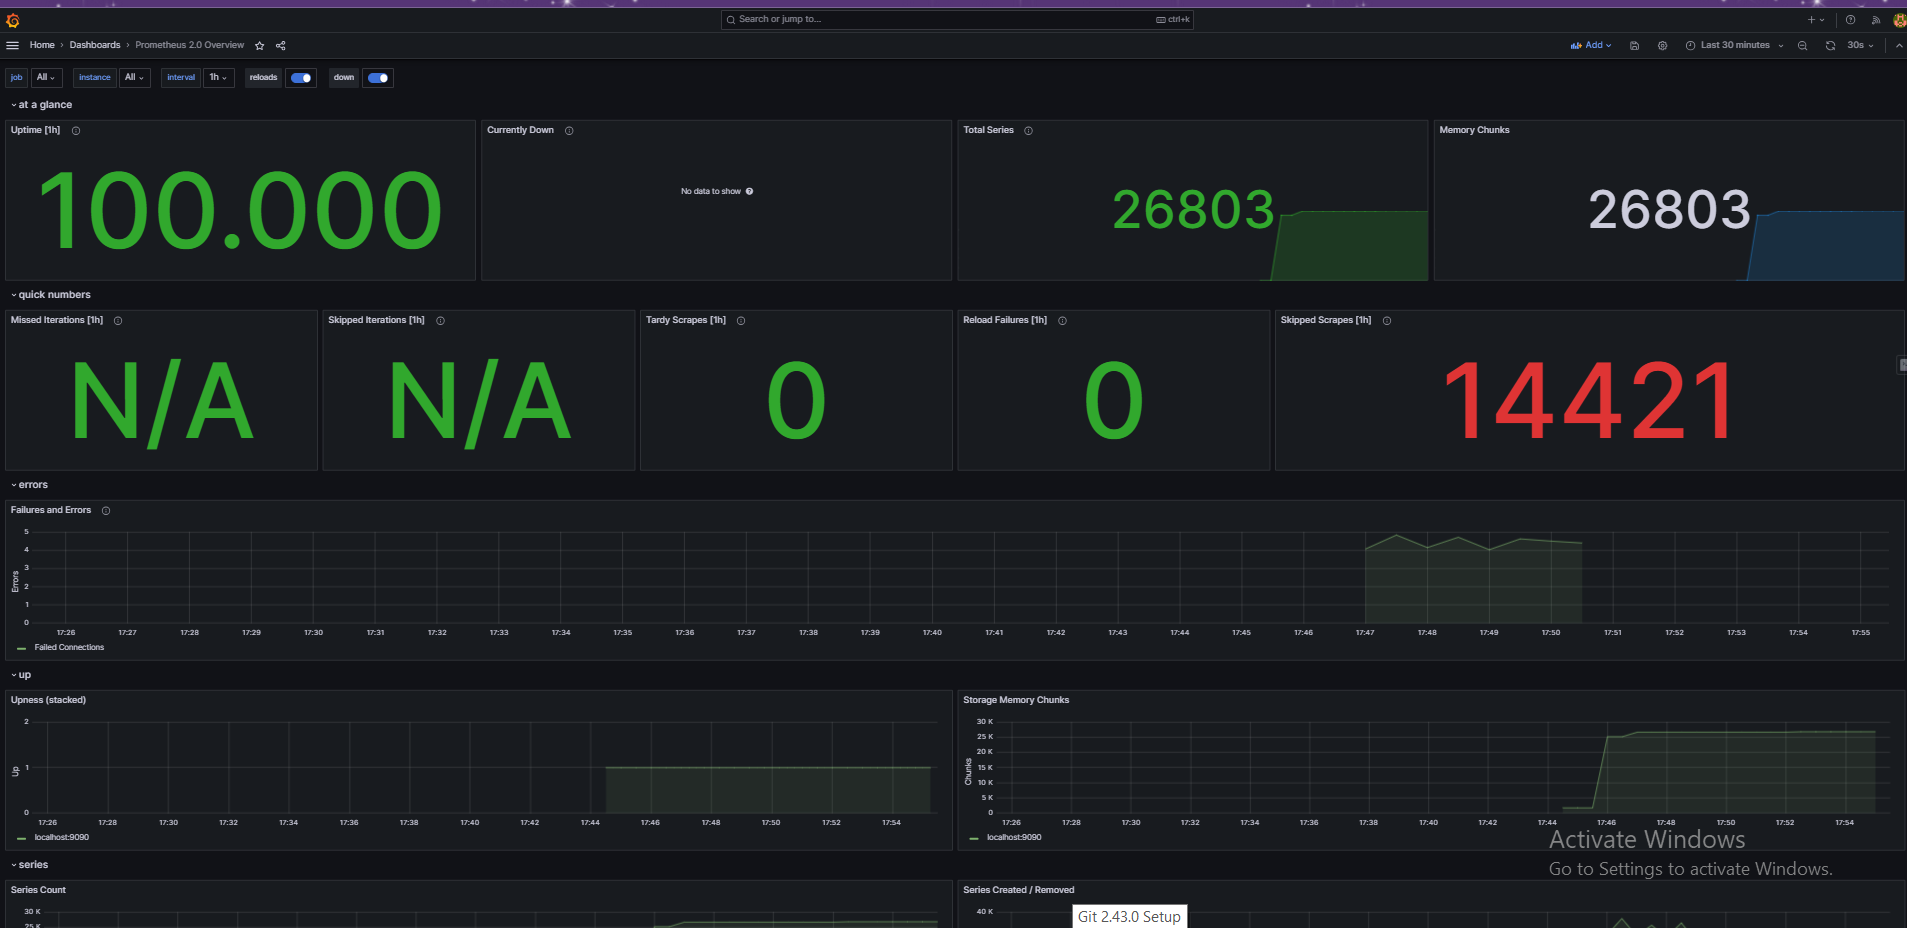 Search or jump to... ctrl+k
Home › Dashboards › Prometheus 2.0 Overview Add Last 30 minutes 30s
job All instance All interval 1h reloads down
at a glance
Uptime [1h]
100.000
Currently Down
No data to show
Total Series
26803
Memory Chunks
26803
quick numbers
Missed Iterations [1h]
N/A
Skipped Iterations [1h]
N/A
Tardy Scrapes [1h]
0
Reload Failures [1h]
0
Skipped Scrapes [1h]
14421
errors
Failures and Errors
Errors
5
4
3
2
1
0
17:26 17:27 17:28 17:29 17:30 17:31 17:32 17:33 17:34 17:35 17:36 17:37 17:38 17:39 17:40 17:41 17:42 17:43 17:44 17:45 17:46 17:47 17:48 17:49 17:50 17:51 17:52 17:53 17:54 17:55
Failed Connections
up
Upness (stacked)
Up
2
1
0
17:26 17:28 17:30 17:32 17:34 17:36 17:38 17:40 17:42 17:44 17:46 17:48 17:50 17:52 17:54
localhost:9090
Storage Memory Chunks
Chunks
30 K
25 K
20 K
15 K
10 K
5 K
0
17:26 17:28 17:30 17:32 17:34 17:36 17:38 17:40 17:42 17:44 17:46 17:48 17:50 17:52 17:54
localhost:9090
Activate Windows
Go to Settings to activate Windows.
series
Series Count
30 K
25 K
Series Created / Removed
40 K
Git 2.43.0 Setup